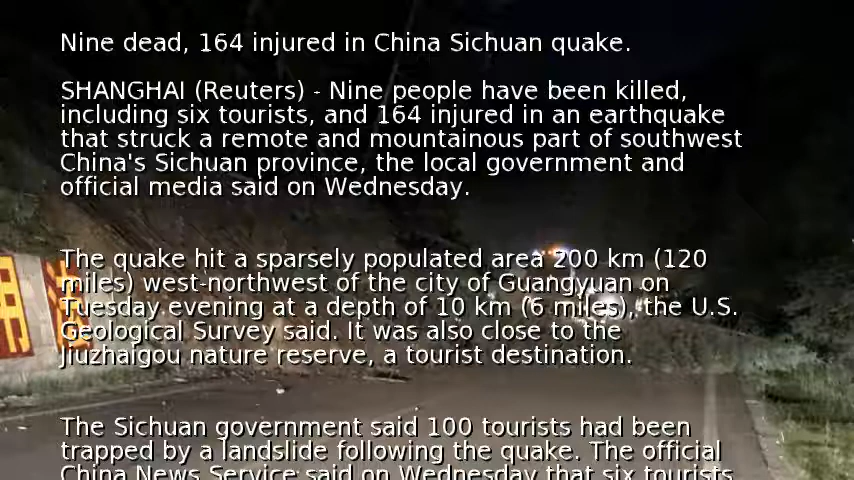 Nine dead, 164 injured in China Sichuan quake.
SHANGHAI (Reuters) - Nine people have been killed,
including six tourists, and 164 injured in an earthquake
that struck a remote and mountainous part of southwest
China's Sichuan province, the local government and
official media said on Wednesday.
The quake hit a sparsely populated area 200 km (120
miles) west-northwest of the city of Guangyuan on
Tuesday evening at a depth of 10 km (6 miles), the U.S.
Geological Survey said. It was also close to the
Jiuzhaigou nature reserve, a tourist destination.
The Sichuan government said 100 tourists had been
trapped by a landslide following the quake. The official
China News Service said on Wednesday that six tourists